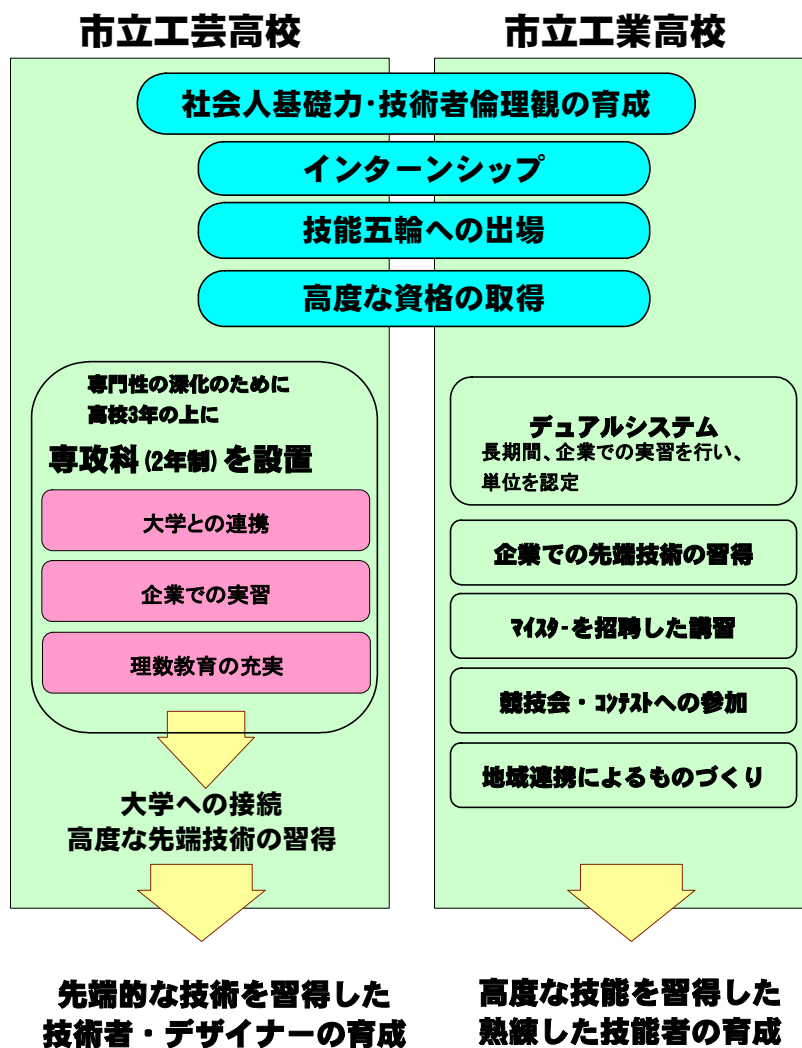 市立工芸高校
市立工業高校
社会人基礎力･技術者倫理観の育成
インターンシップ
技能五輪への出場
高度な資格の取得
専門性の深化のために
高校3年の上に
専攻科(2年制)を設置
大学との連携
企業での実習
理数教育の充実
大学への接続
高度な先端技術の習得
先端的な技術を習得した
技術者・デザイナーの育成
デュアルシステム
長期間、企業での実習を行い、
単位を認定
企業での先端技術の習得
ﾏｲｽﾀｰを招聘した講習
競技会・ｺﾝﾃｽﾄへの参加
地域連携によるものづくり
高度な技能を習得した
熟練した技能者の育成